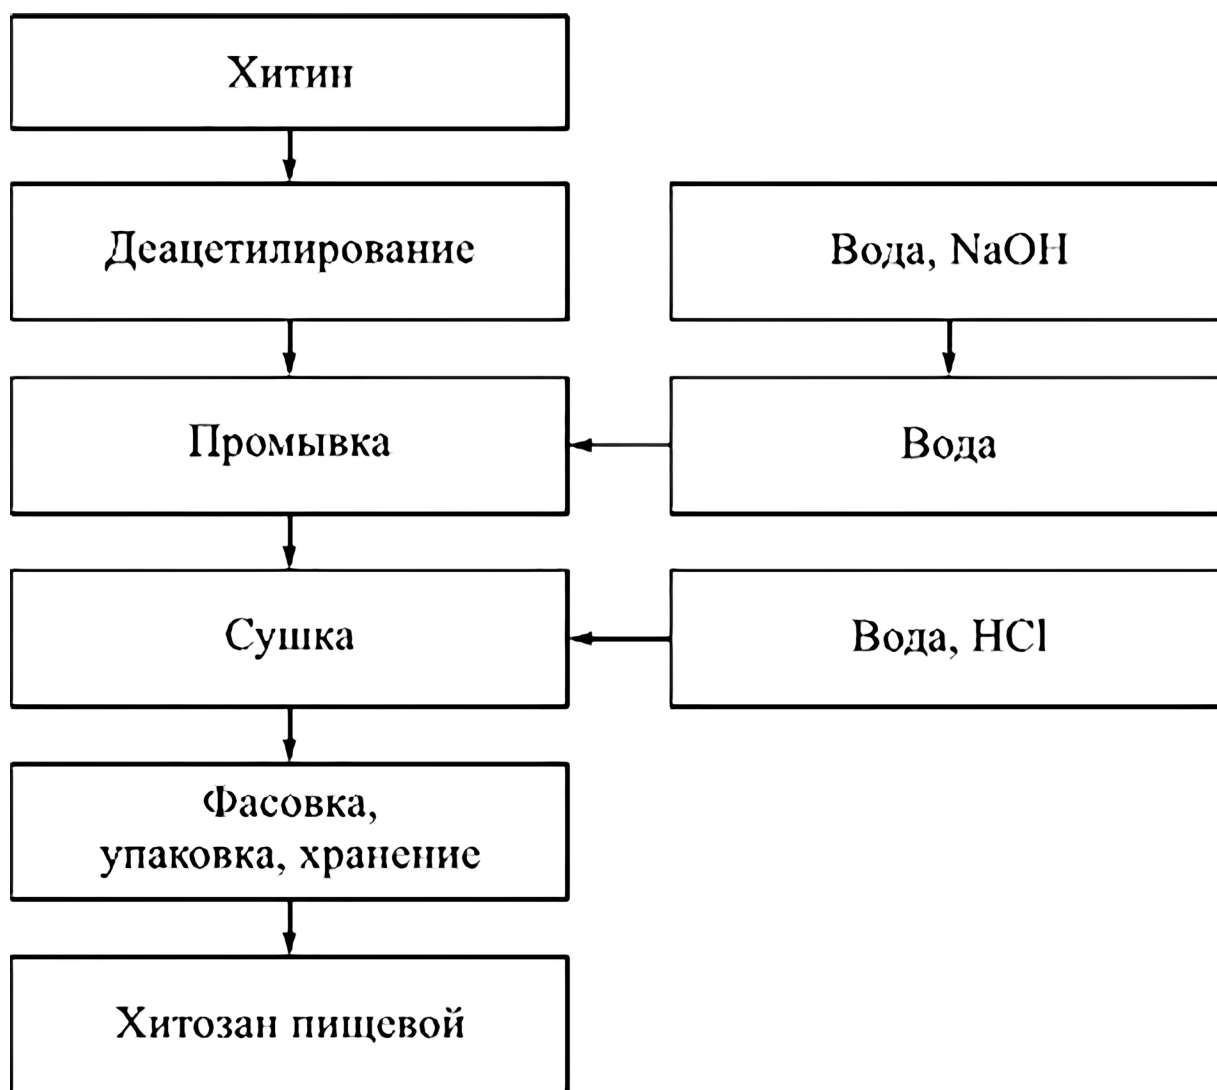 Хитин
Деацетилирование
Вода, NaOH
Промывка
Вода
Сушка
Вода, HCl
Фасовка,
упаковка, хранение
Хитозан пищевой